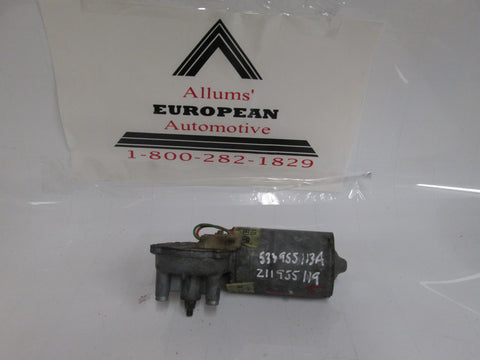 Allums'
EUROPEAN
Automotive
1-800-282-1829
533955113A
211955119